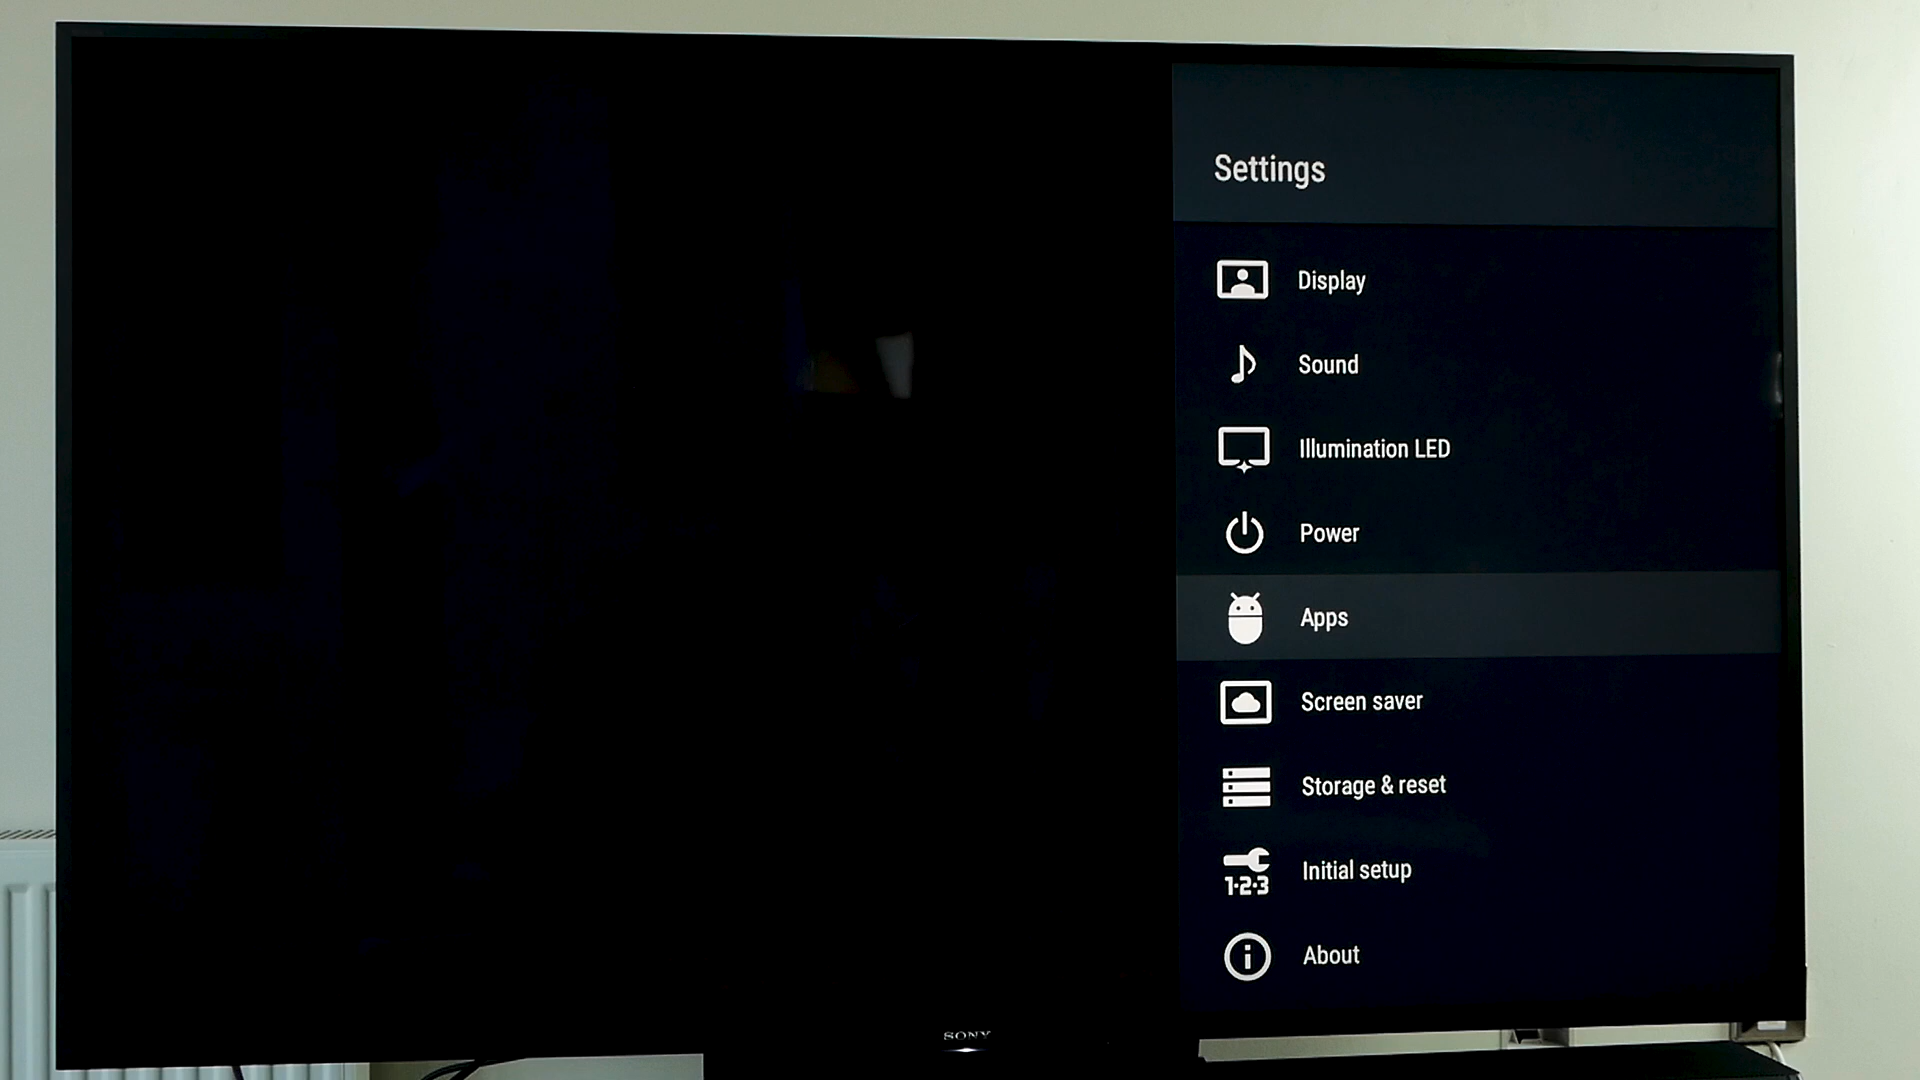 Settings
Display
Sound
Illumination LED
Power
Apps
Screen saver
Storage & reset
1·2·3
Initial setup
About
SONY